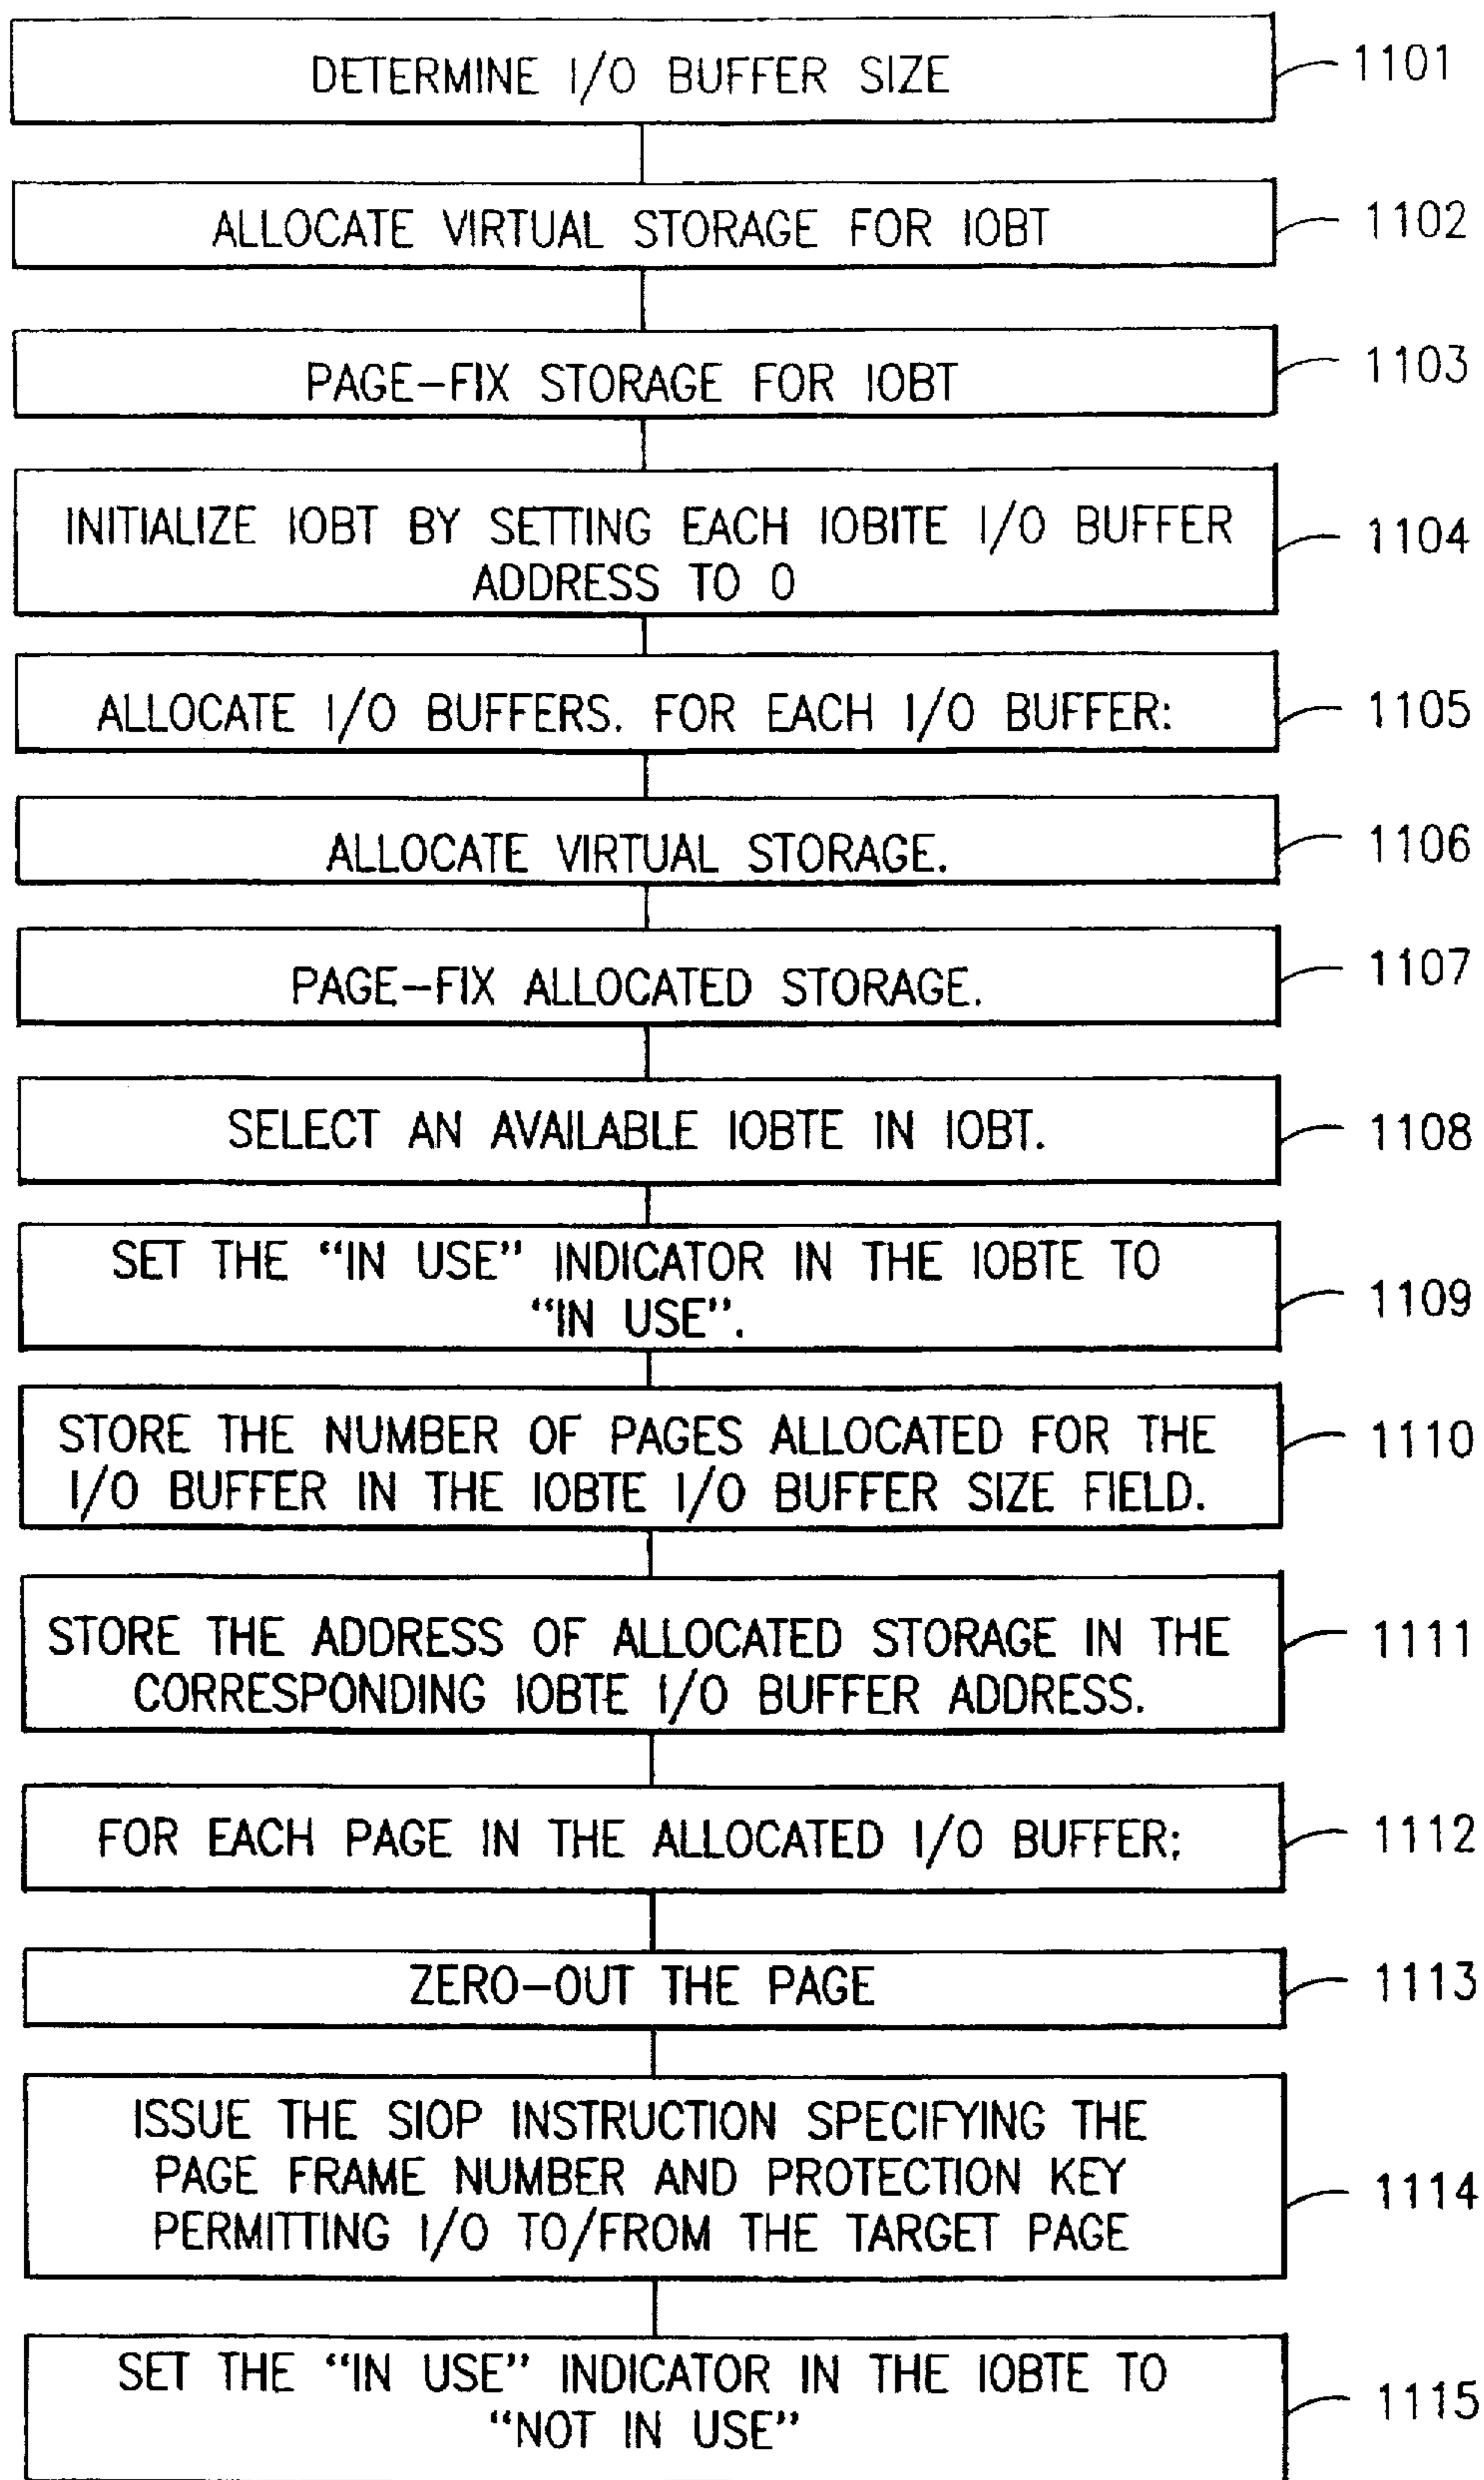 DETERMINE I/O BUFFER SIZE 1101
ALLOCATE VIRTUAL STORAGE FOR IOBT 1102
PAGE-FIX STORAGE FOR IOBT 1103
INITIALIZE IOBT BY SETTING EACH IOBITE I/O BUFFER
ADDRESS TO 0 1104
ALLOCATE I/O BUFFERS. FOR EACH I/O BUFFER: 1105
ALLOCATE VIRTUAL STORAGE. 1106
PAGE-FIX ALLOCATED STORAGE. 1107
SELECT AN AVAILABLE IOBTE IN IOBT. 1108
SET THE “IN USE” INDICATOR IN THE IOBTE TO
“IN USE”. 1109
STORE THE NUMBER OF PAGES ALLOCATED FOR THE 1110
I/O BUFFER IN THE IOBTE I/O BUFFER SIZE FIELD.
STORE THE ADDRESS OF ALLOCATED STORAGE IN THE 1111
CORRESPONDING IOBTE I/O BUFFER ADDRESS.
FOR EACH PAGE IN THE ALLOCATED I/O BUFFER: 1112
ZERO-OUT THE PAGE 1113
ISSUE THE SIOP INSTRUCTION SPECIFYING THE
PAGE FRAME NUMBER AND PROTECTION KEY 1114
PERMITTING I/O TO/FROM THE TARGET PAGE
SET THE “IN USE” INDICATOR IN THE IOBTE TO
“NOT IN USE” 1115